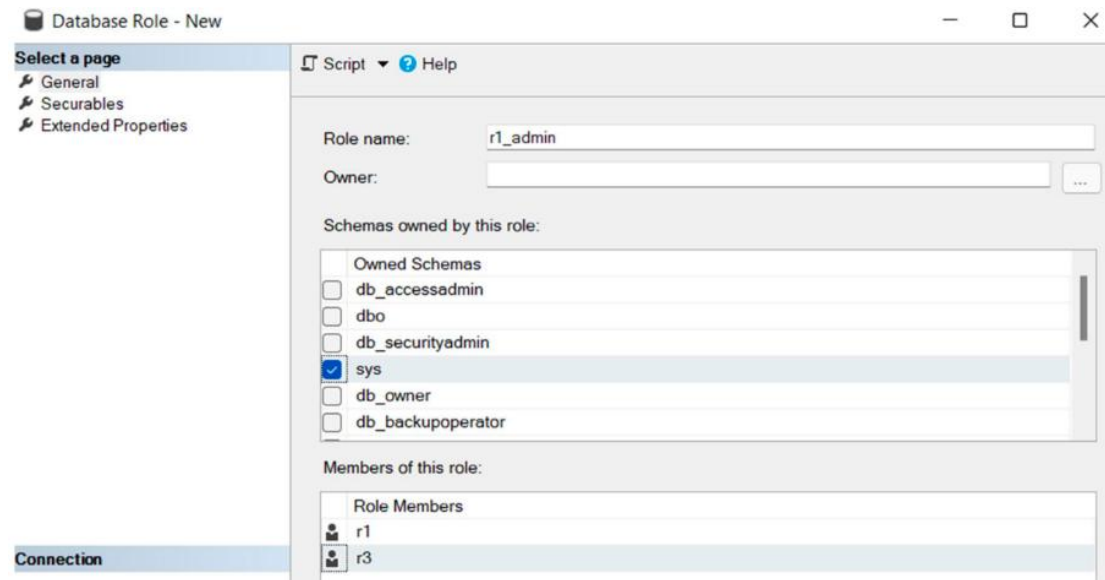 Database Role - New
Select a page
General
Securables
Extended Properties
Connection
Script Help
Role name: r1_admin
Owner:
...
Schemas owned by this role:
Owned Schemas
db_accessadmin
dbo
db_securityadmin
sys
db_owner
db_backupoperator
Members of this role:
Role Members
r1
r3